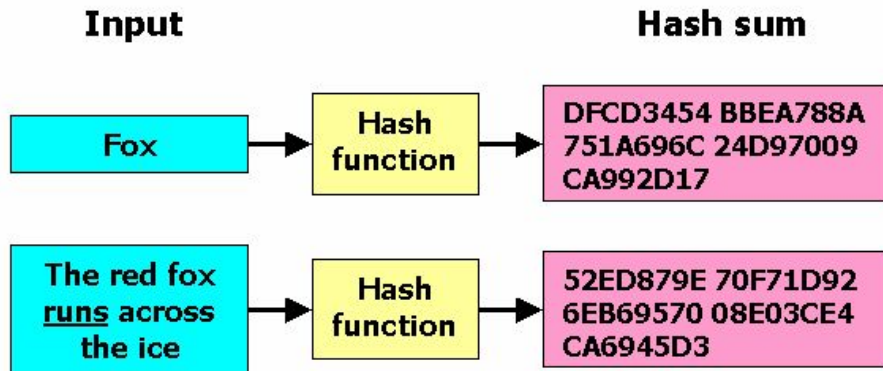 Input
Hash sum
Fox
Hash
function
DFCD3454 BBEA788A
751A696C 24D97009
CA992D17
The red fox
runs across
the ice
Hash
function
52ED879E 70F71D92
6EB69570 08E03CE4
CA6945D3